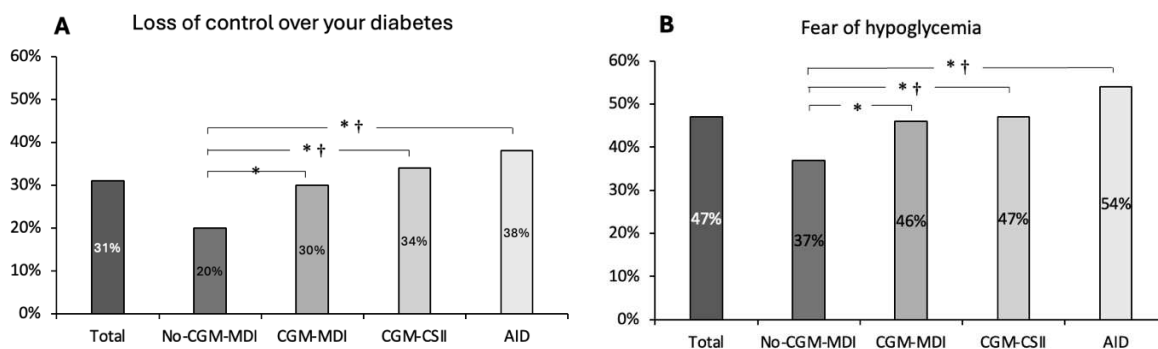 A
Loss of control over your diabetes
60%
50%
40%
30%
20%
10%
0%
* †
* †
*
31%
20%
30%
34%
38%
Total
No-CGM-MDI
CGM-MDI
CGM-CSII
AID
B
Fear of hypoglycemia
60%
50%
40%
30%
20%
10%
0%
* †
* †
*
47%
37%
46%
47%
54%
Total
No-CGM-MDI
CGM-MDI
CGM-CSII
AID